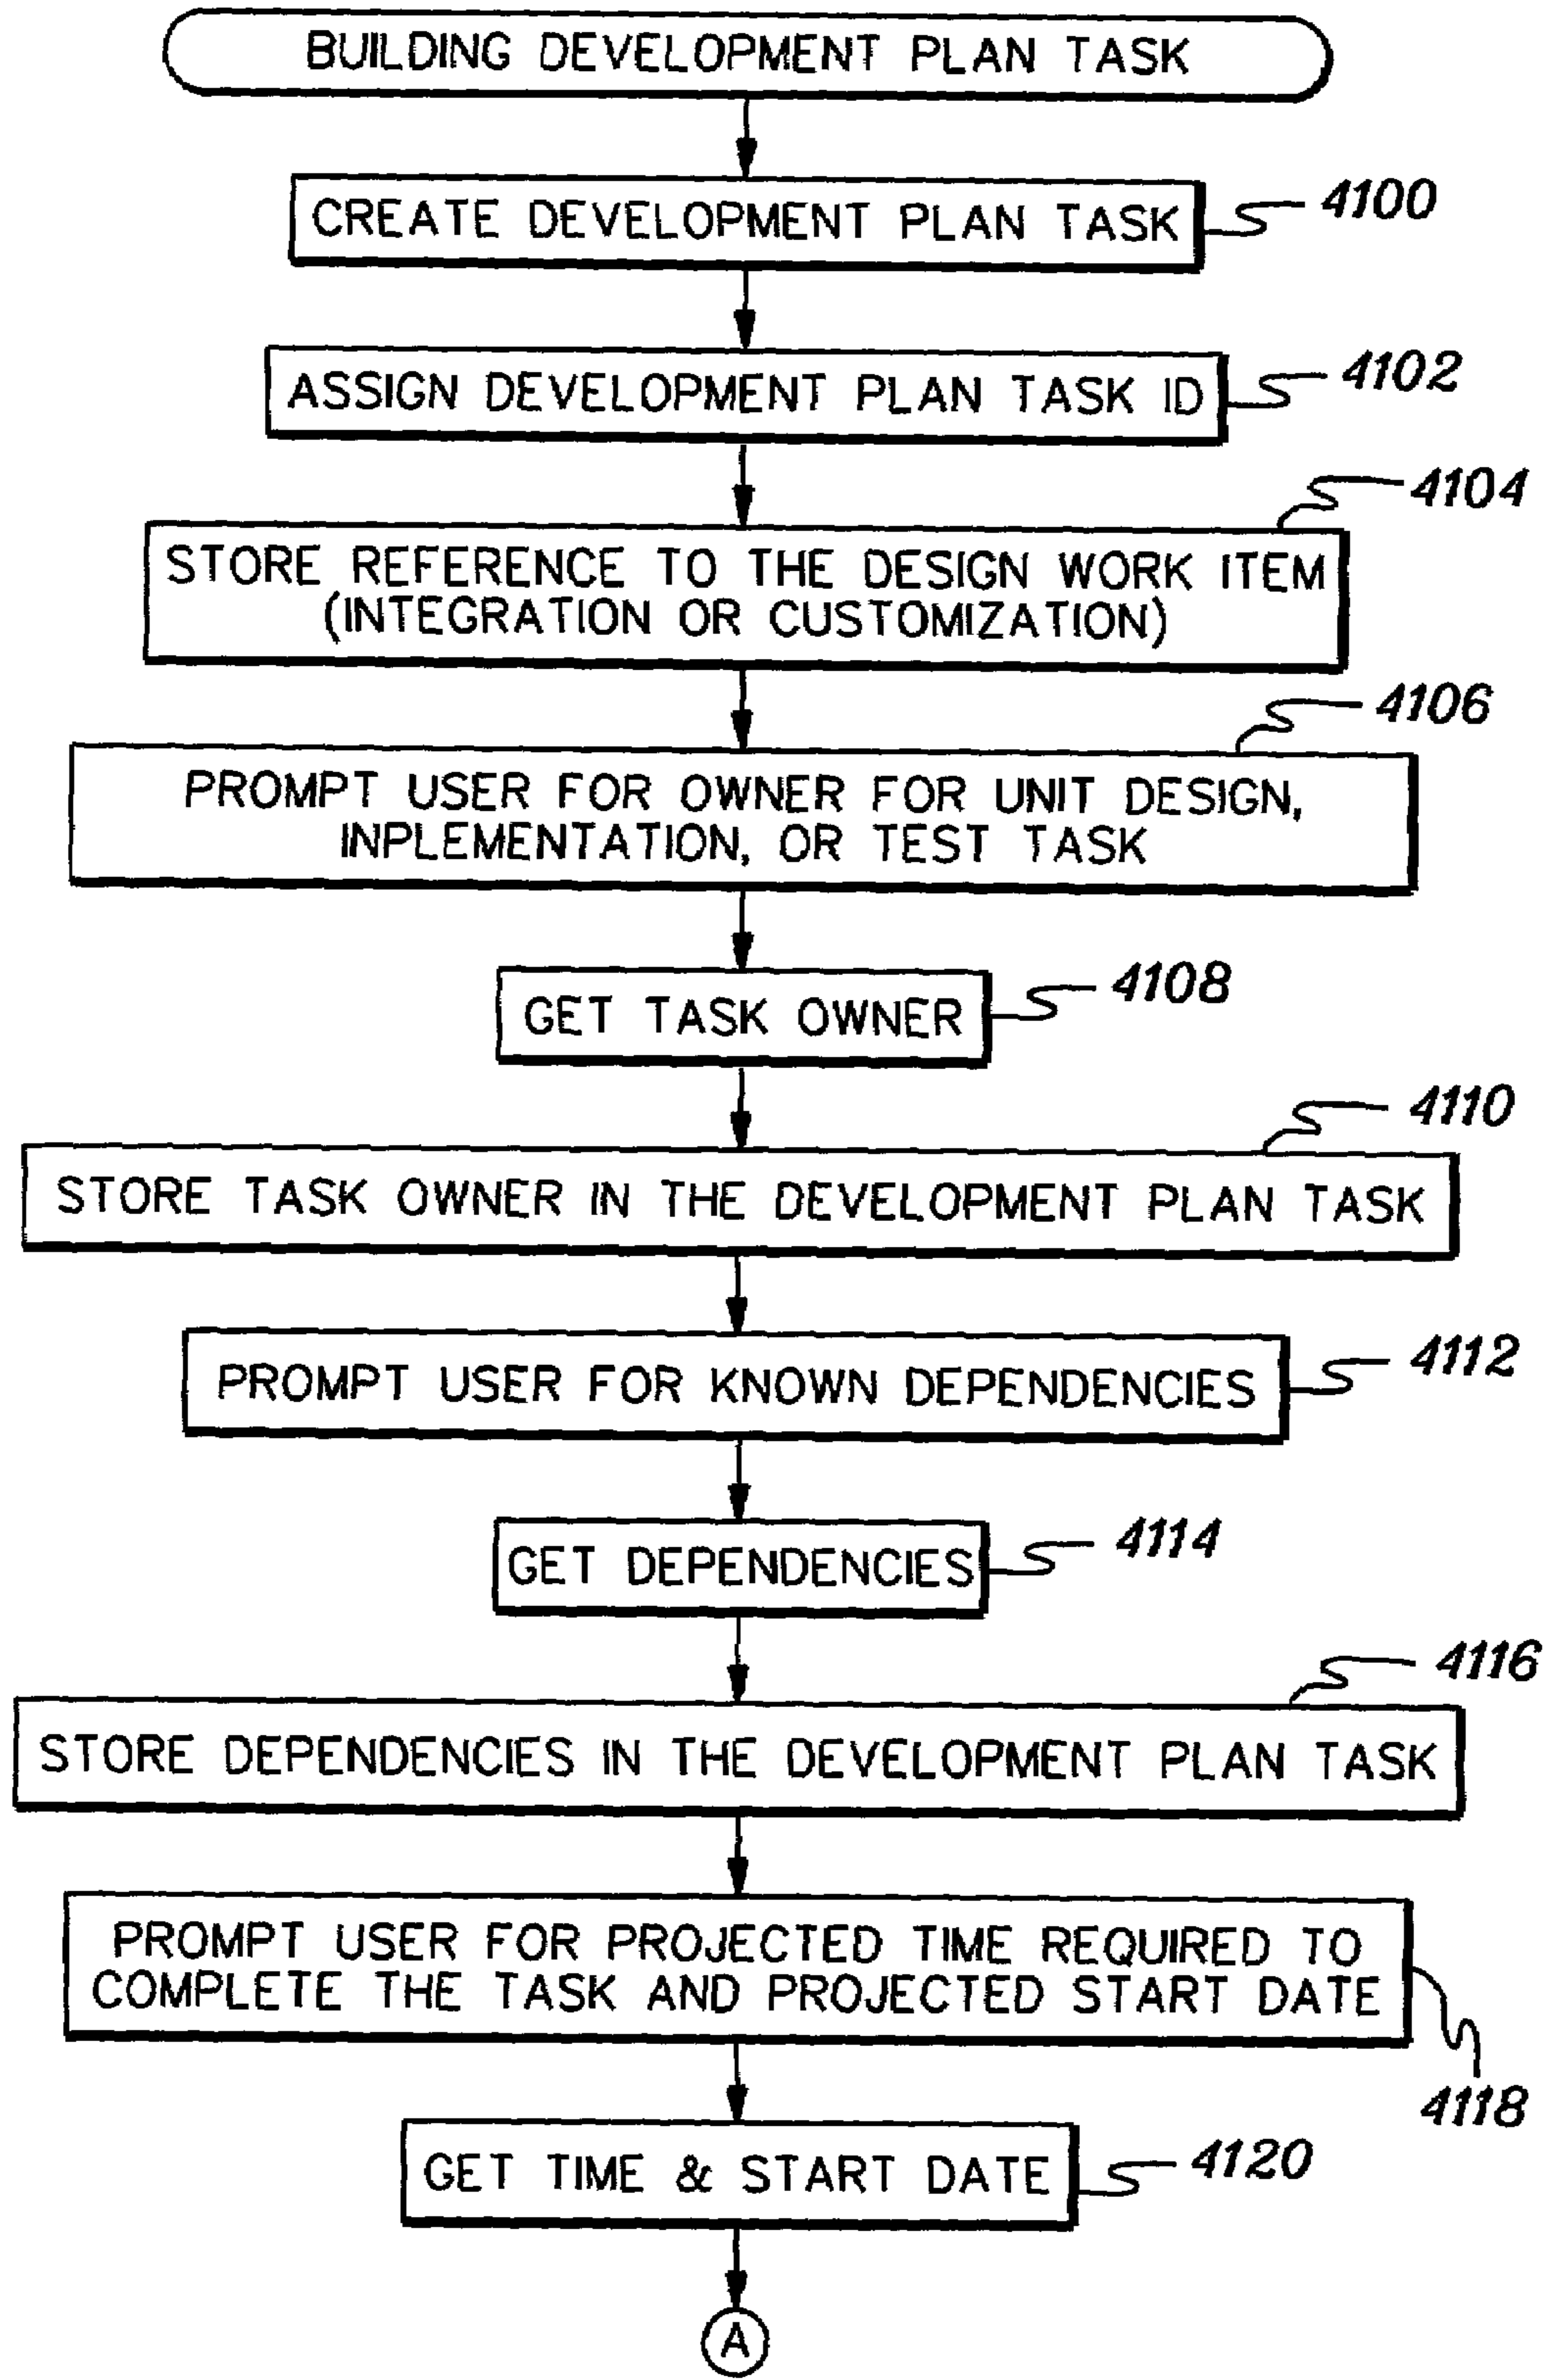 BUILDING DEVELOPMENT PLAN TASK
CREATE DEVELOPMENT PLAN TASK
4100
ASSIGN DEVELOPMENT PLAN TASK ID
4102
4104
STORE REFERENCE TO THE DESIGN WORK ITEM
(INTEGRATION OR CUSTOMIZATION)
4106
PROMPT USER FOR OWNER FOR UNIT DESIGN,
INPLEMENTATION, OR TEST TASK
4108
GET TASK OWNER
4110
STORE TASK OWNER IN THE DEVELOPMENT PLAN TASK
4112
PROMPT USER FOR KNOWN DEPENDENCIES
4114
GET DEPENDENCIES
4116
STORE DEPENDENCIES IN THE DEVELOPMENT PLAN TASK
PROMPT USER FOR PROJECTED TIME REQUIRED TO
COMPLETE THE TASK AND PROJECTED START DATE
4118
GET TIME & START DATE
4120
A